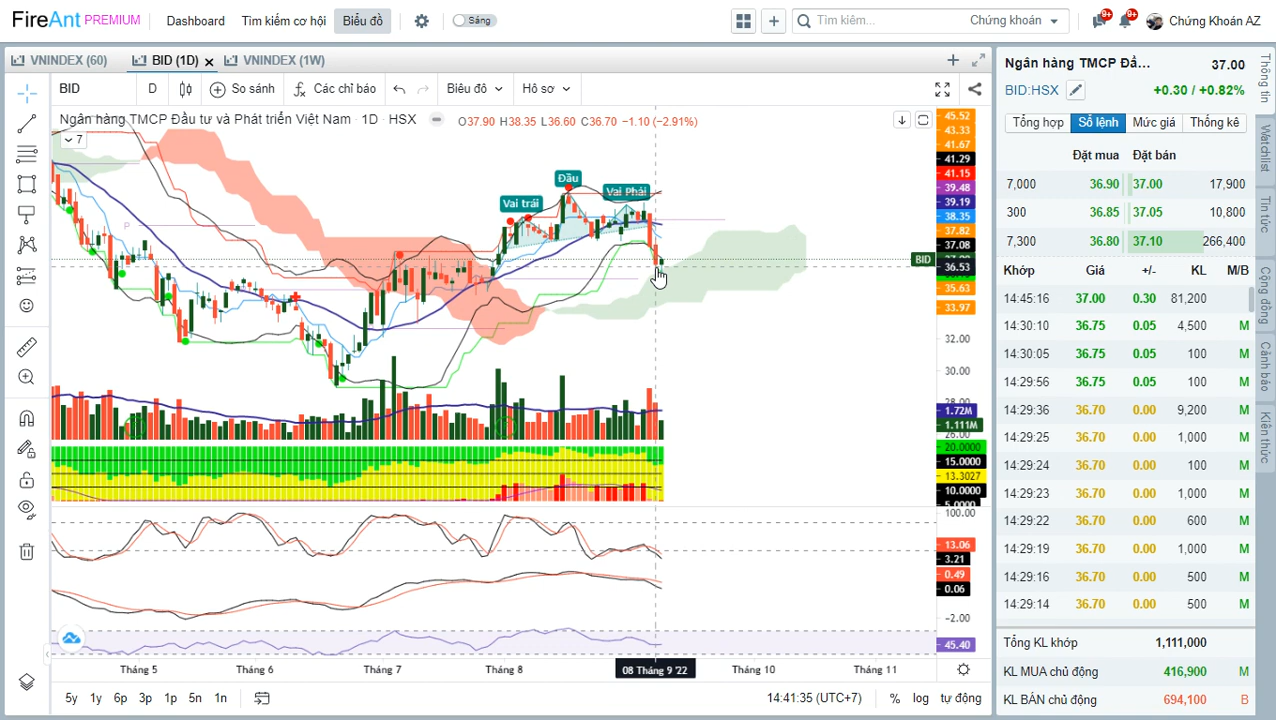 FireAnt PREMIUM Dashboard Tìm kiếm cơ hội Biểu đồ Sáng Tìm kiếm... Chứng khoán 9+ 9+ Chứng Khoán AZ
VNINDEX (60) BID (1D) VNINDEX (1W)
BID D So sánh Các chỉ báo Biêu đô Hồ sơ
Ngân hàng TMCP Đầu tư và Phát triển Việt Nam · 1D · HSX O37.90 H38.35 L36.60 C36.70 −1.10 (−2.91%)
7
Vai trái
Đầu
Vai Phải
P
BID
45.52
43.33
41.67
41.29
41.15
39.48
39.19
38.35
37.82
37.08
36.53
35.63
33.97
32.00
30.00
28.00
1.72M
1.111M
26.00
20.0000
15.0000
13.3027
10.0000
5.0000
100.00
13.06
3.21
0.49
0.06
−2.00
45.40
Tháng 5 Tháng 6 Tháng 7 Tháng 8 08 Tháng 9 '22 Tháng 10 Tháng 11
5y 1y 6p 3p 1p 5n 1n 14:41:35 (UTC+7) % log tự động
Ngân hàng TMCP Đầ... 37.00
BID:HSX +0.30 / +0.82%
Tổng hợp Sổ lệnh Mức giá Thống kê
Đặt mua Đặt bán
7,000 36.90 37.00 17,900
300 36.85 37.05 10,800
7,300 36.80 37.10 266,400
Khớp Giá +/- KL M/B
14:45:16 37.00 0.30 81,200
14:30:10 36.75 0.05 4,500 M
14:30:05 36.75 0.05 100 M
14:29:56 36.75 0.05 100 M
14:29:36 36.70 0.00 9,200 M
14:29:25 36.70 0.00 1,000 M
14:29:24 36.70 0.00 100 M
14:29:23 36.70 0.00 1,000 M
14:29:22 36.70 0.00 600 M
14:29:19 36.70 0.00 1,000 M
14:29:16 36.70 0.00 500 M
14:29:14 36.70 0.00 500 M
Tổng KL khớp 1,111,000
KL MUA chủ động 416,900 M
KL BÁN chủ động 694,100 B
Thông tin
Watchlist
Tin tức
Cộng đồng
Cảnh báo
Kiến thức